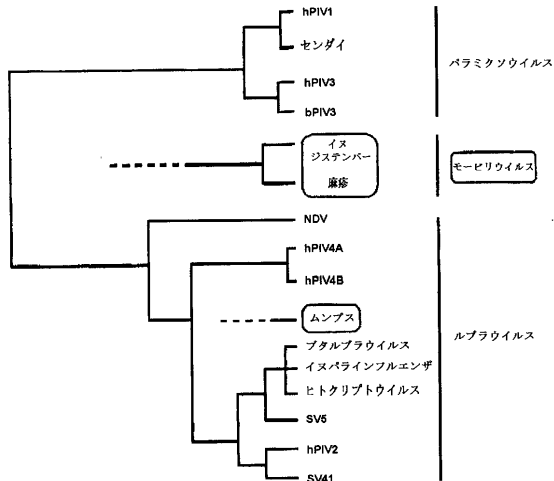 hPIV1
センダイ
hPIV3
bPIV3
パラミクソウイルス
イヌ
ジステンパー
麻疹
モービリウイルス
NDV
hPIV4A
hPIV4B
ムンプス
ブタルブラウイルス
イヌパラインフルエンザ
ヒトクリプトウイルス
SV5
hPIV2
SV41
ルブラウイルス